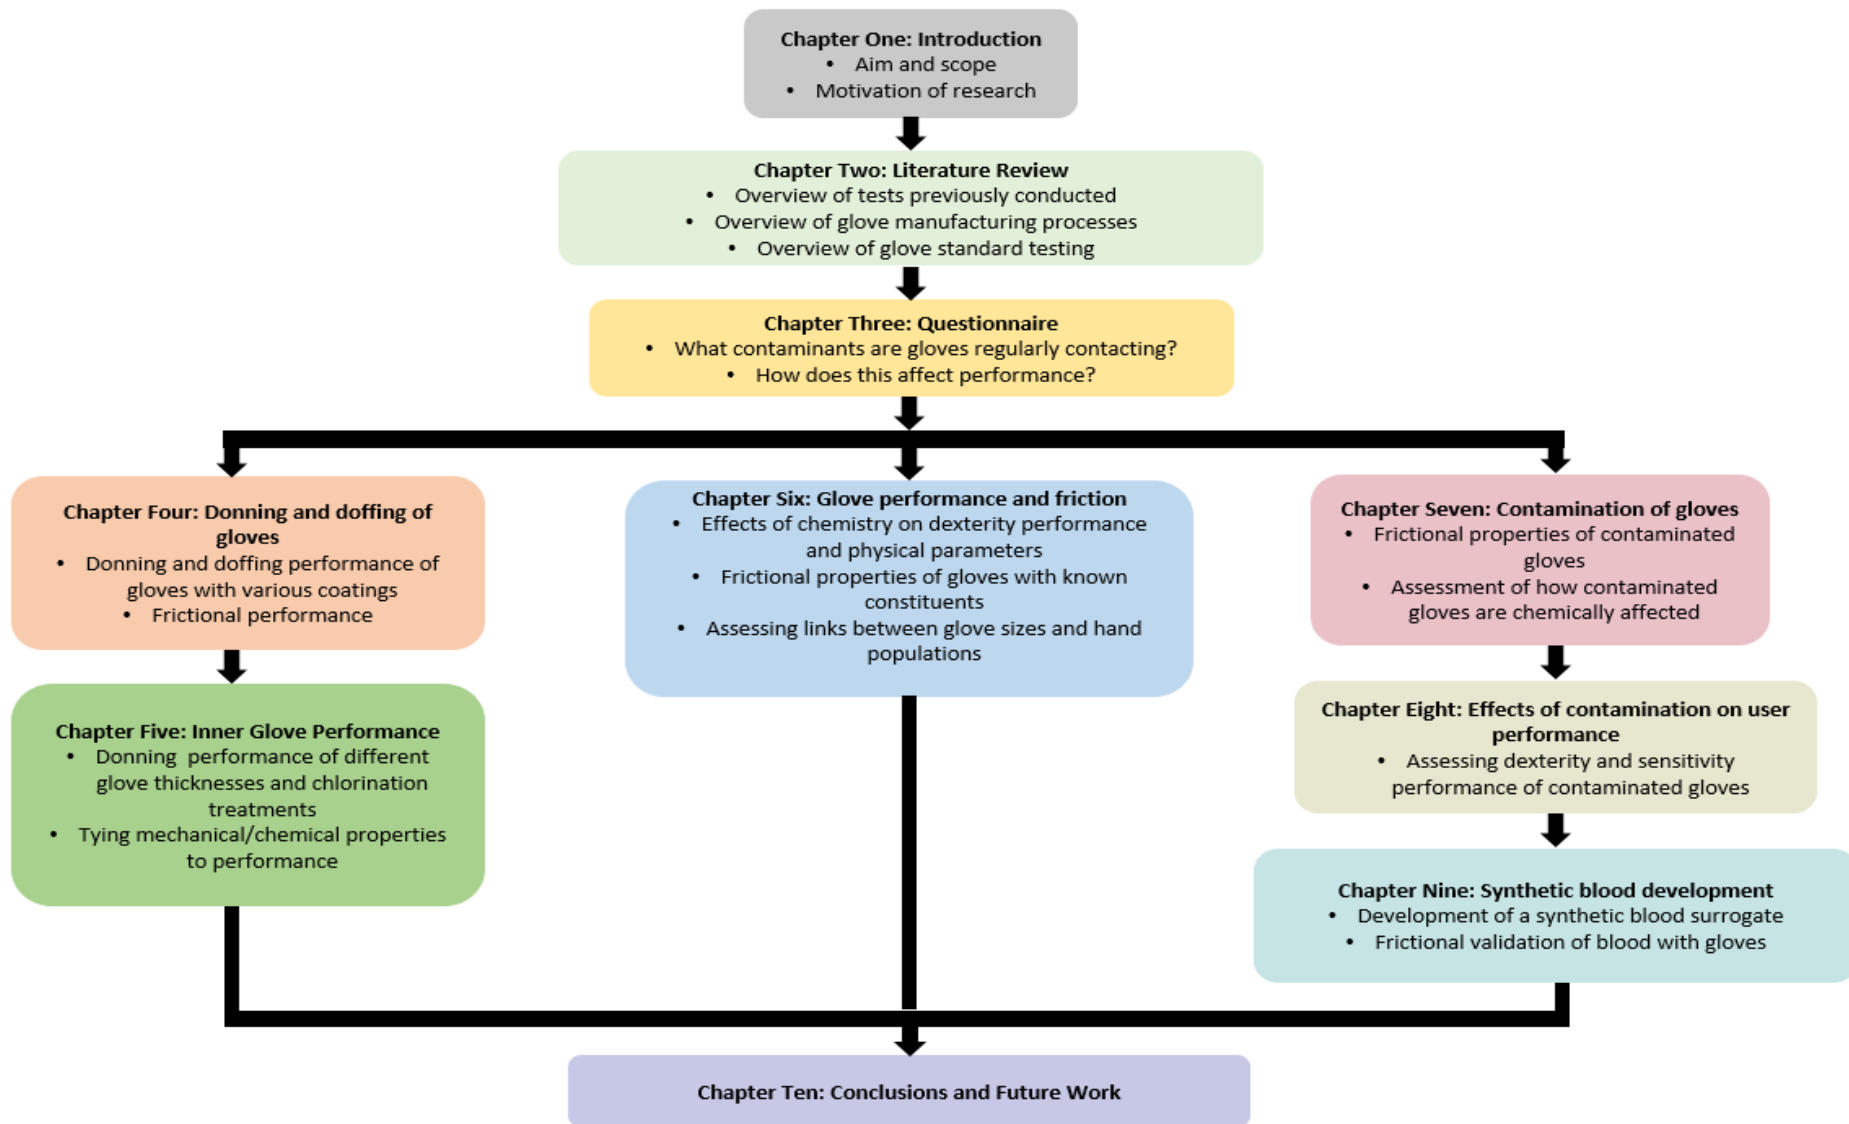 Chapter One: Introduction
• Aim and scope
• Motivation of research
Chapter Two: Literature Review
• Overview of tests previously conducted
• Overview of glove manufacturing processes
• Overview of glove standard testing
Chapter Three: Questionnaire
• What contaminants are gloves regularly contacting?
• How does this affect performance?
Chapter Four: Donning and doffing of
gloves
• Donning and doffing performance of
gloves with various coatings
• Frictional performance
Chapter Five: Inner Glove Performance
• Donning performance of different
glove thicknesses and chlorination
treatments
• Tying mechanical/chemical properties
to performance
Chapter Six: Glove performance and friction
• Effects of chemistry on dexterity performance
and physical parameters
• Frictional properties of gloves with known
constituents
• Assessing links between glove sizes and hand
populations
Chapter Seven: Contamination of gloves
• Frictional properties of contaminated
gloves
• Assessment of how contaminated
gloves are chemically affected
Chapter Eight: Effects of contamination on user
performance
• Assessing dexterity and sensitivity
performance of contaminated gloves
Chapter Nine: Synthetic blood development
• Development of a synthetic blood surrogate
• Frictional validation of blood with gloves
Chapter Ten: Conclusions and Future Work